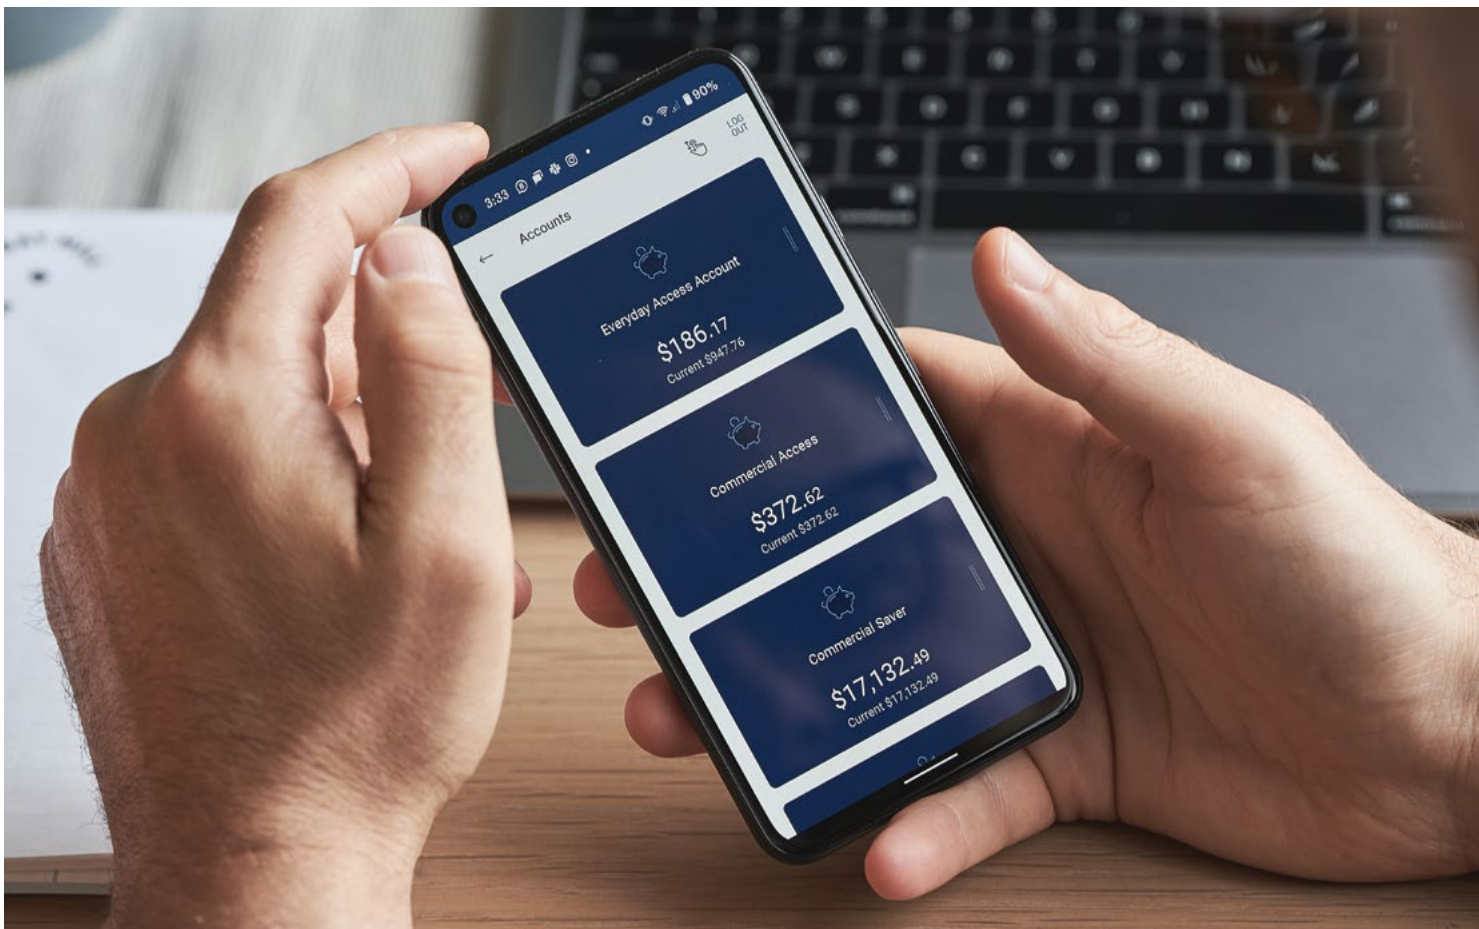 3:33
90%
LOG
OUT
Accounts
Everyday Access Account
$186.17
Current $947.76
Commercial Access
$372.62
Current $372.62
Commercial Saver
$17,132.49
Current $17,132.49